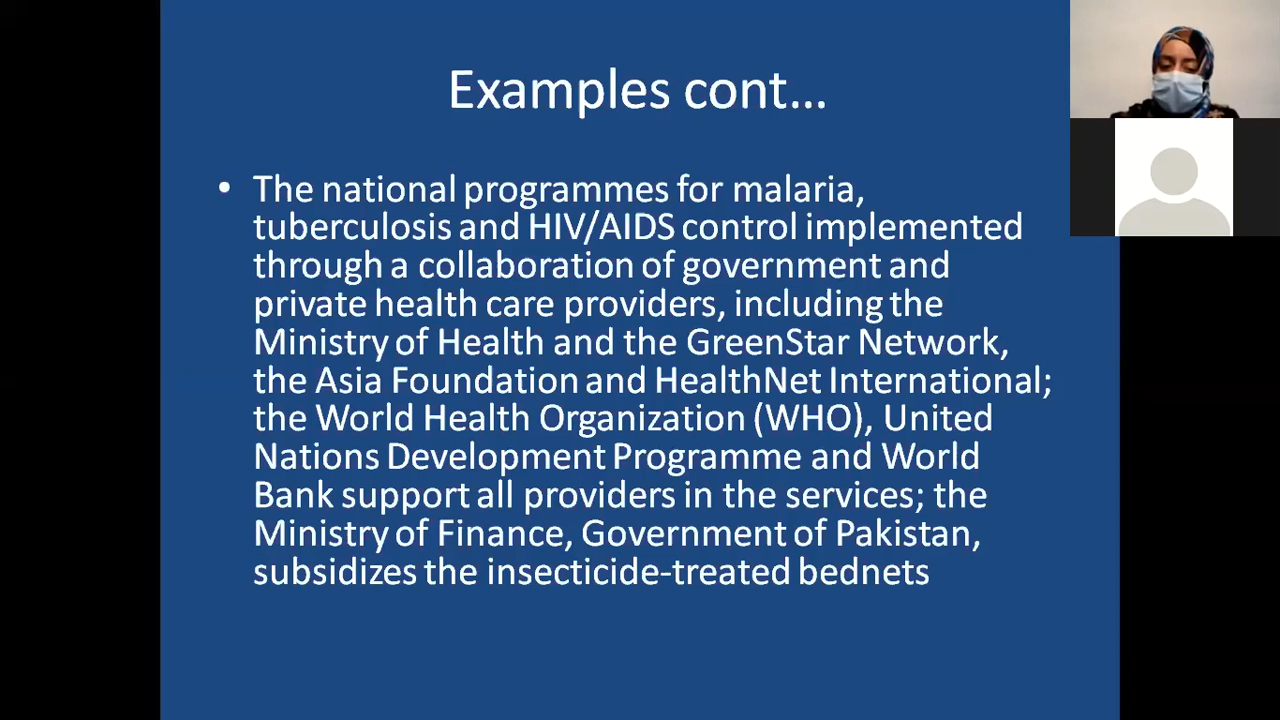 Examples cont...
• The national programmes for malaria,
tuberculosis and HIV/AIDS control implemented
through a collaboration of government and
private health care providers, including the
Ministry of Health and the GreenStar Network,
the Asia Foundation and HealthNet International;
the World Health Organization (WHO), United
Nations Development Programme and World
Bank support all providers in the services; the
Ministry of Finance, Government of Pakistan,
subsidizes the insecticide-treated bednets